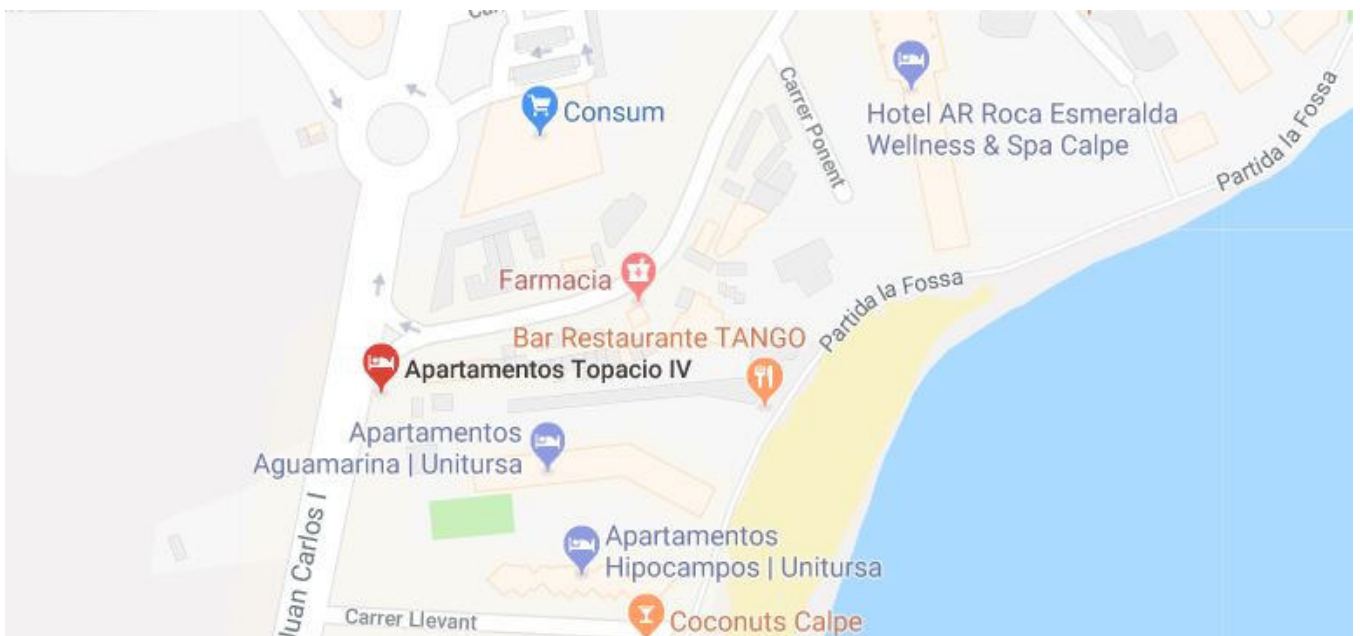 Consum
Carrer Ponent
Hotel AR Roca Esmeralda
Wellness & Spa Calpe
Partida la Fossa
Farmacia
Partida la Fossa
Bar Restaurante TANGO
Apartamentos Topacio IV
Apartamentos
Aguamarina | Unitursa
Juan Carlos I
Apartamentos
Hipocampos | Unitursa
Carrer Llevant
Coconuts Calpe